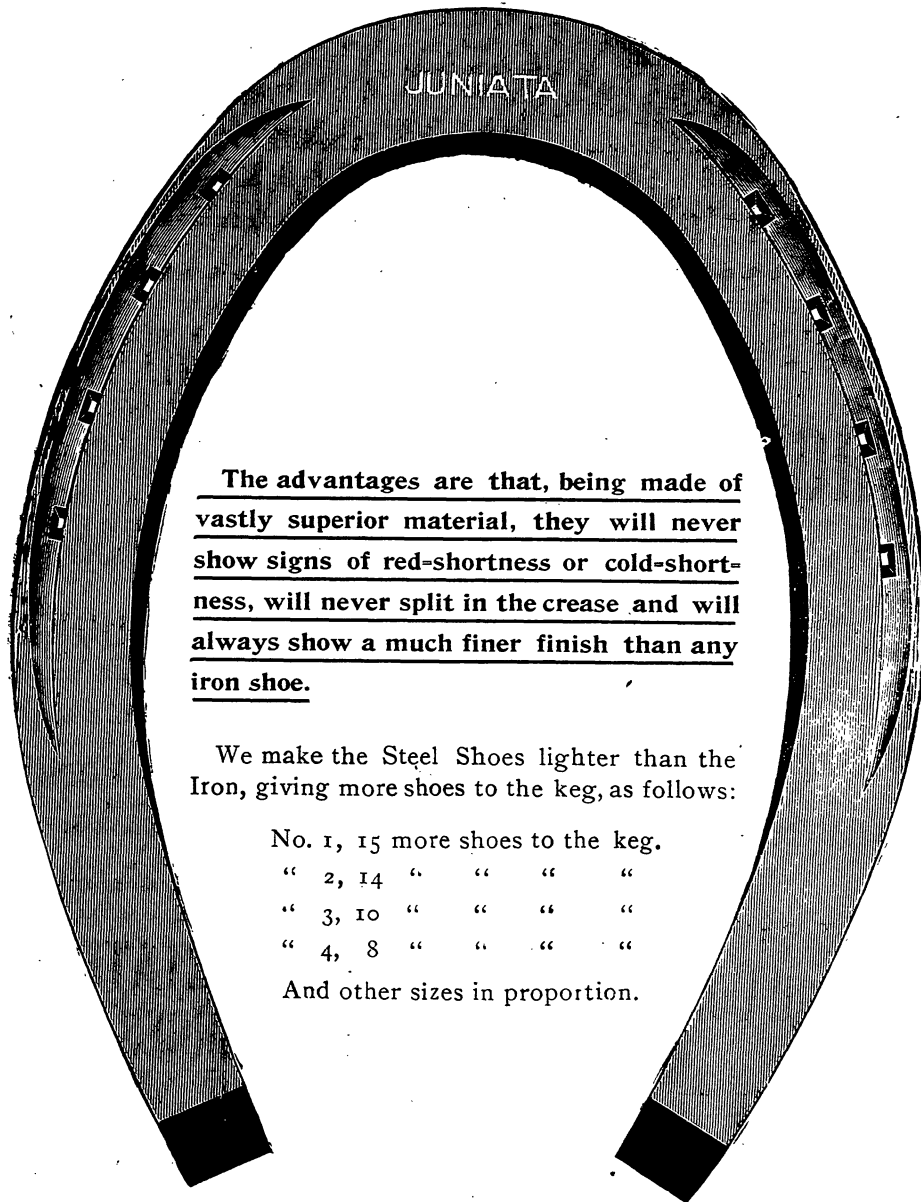 JUNIATA
The advantages are that, being made of
vastly superior material, they will never
show signs of red=shortness or cold=short=
ness, will never split in the crease and will
always show a much finer finish than any
iron shoe.
We make the Steel Shoes lighter than the
Iron, giving more shoes to the keg, as follows:
No. 1, 15 more shoes to the keg.
“ 2, 14 “ “ “ “
“ 3, 10 “ “ “ “
“ 4, 8 “ “ “ “
And other sizes in proportion.